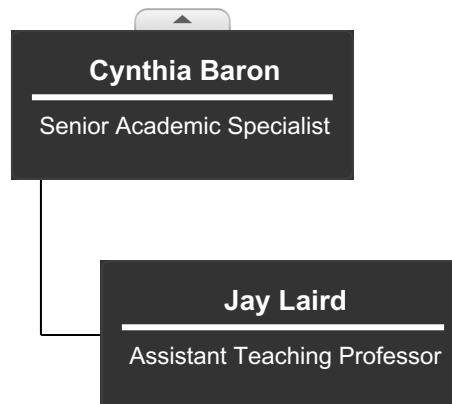 Cynthia Baron
Senior Academic Specialist
Jay Laird
Assistant Teaching Professor